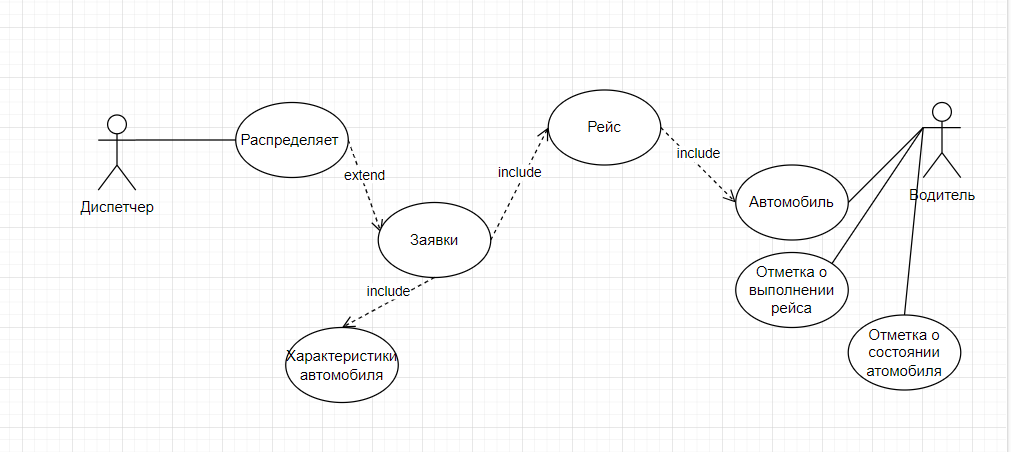 Распределяет
Диспетчер
extend
Заявки
include
Характеристики
автомобиля
include
Рейс
include
Автомобиль
Водитель
Отметка о
выполнении
рейса
Отметка о
состоянии
атомобиля